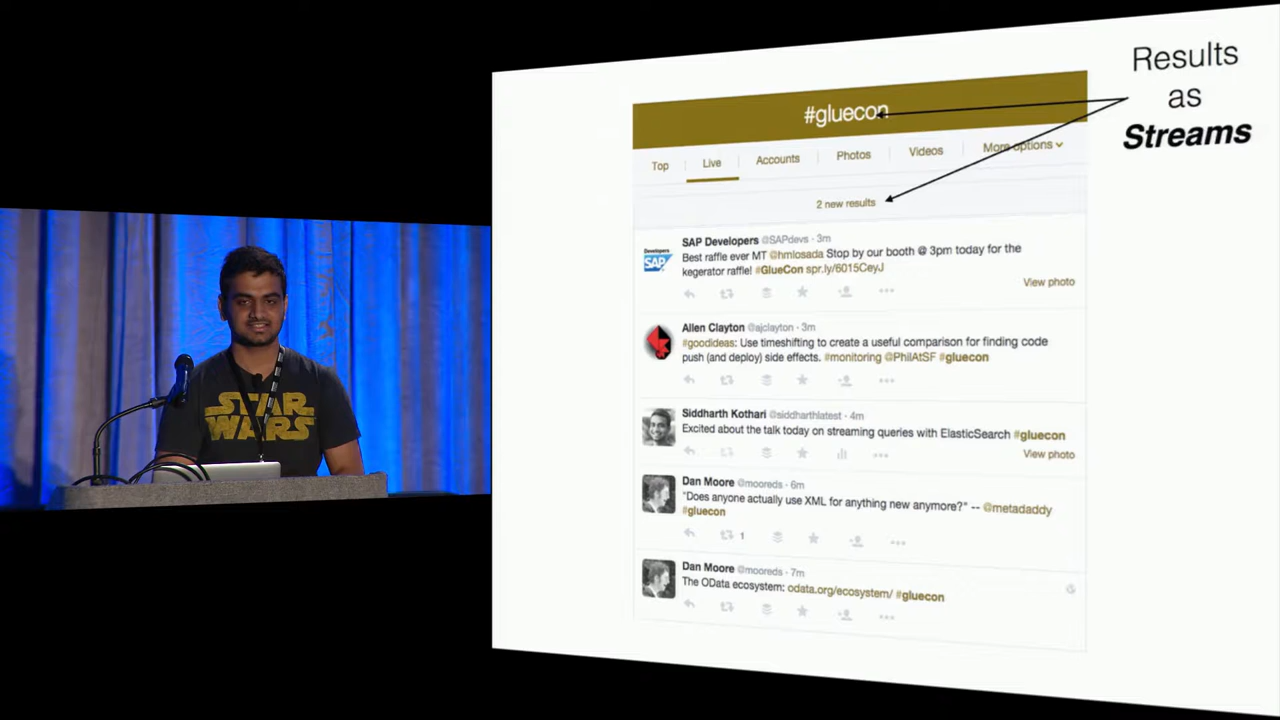 STAR
WARS
Results
as
Streams
#gluecon
Top
Live
Accounts
Photos
Videos
More options
2 new results
Developers
SAP
SAP Developers @SAPdevs · 3m
Best raffle ever MT @hmlosada Stop by our booth @ 3pm today for the
kegerator raffle! #GlueCon spr.ly/6015CeyJ
View photo
Allen Clayton @ajclayton · 3m
#goodideas: Use timeshifting to create a useful comparison for finding code
push (and deploy) side effects. #monitoring @PhilAtSF #gluecon
Siddharth Kothari @siddharthlatest · 4m
Excited about the talk today on streaming queries with ElasticSearch #gluecon
View photo
Dan Moore @mooreds · 6m
"Does anyone actually use XML for anything new anymore?" -- @metadaddy
#gluecon
1
Dan Moore @mooreds · 7m
The OData ecosystem: odata.org/ecosystem/ #gluecon